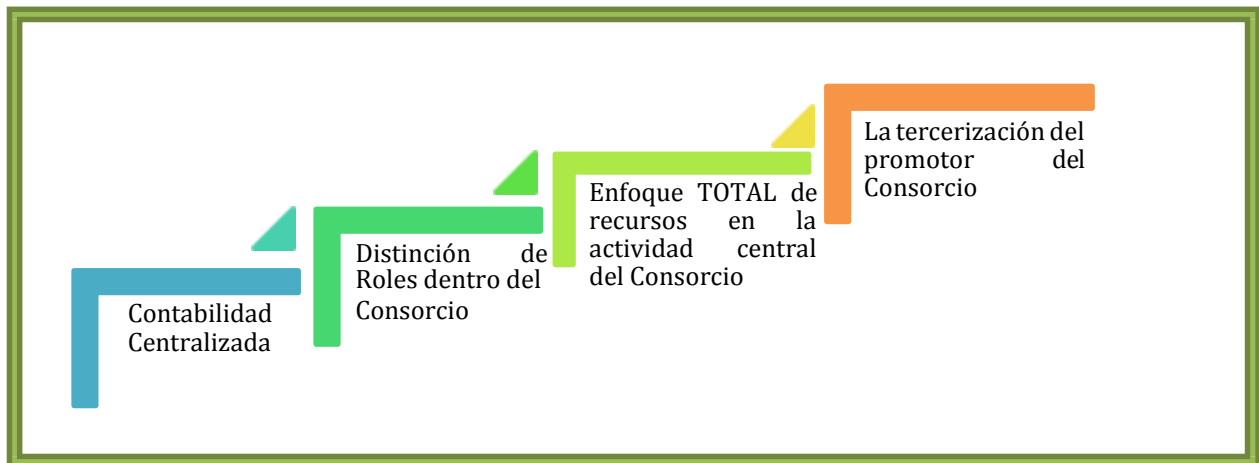 Contabilidad
Centralizada
Distinción de
Roles dentro del
Consorcio
Enfoque TOTAL de
recursos en la
actividad central
del Consorcio
La tercerización del
promotor del
Consorcio